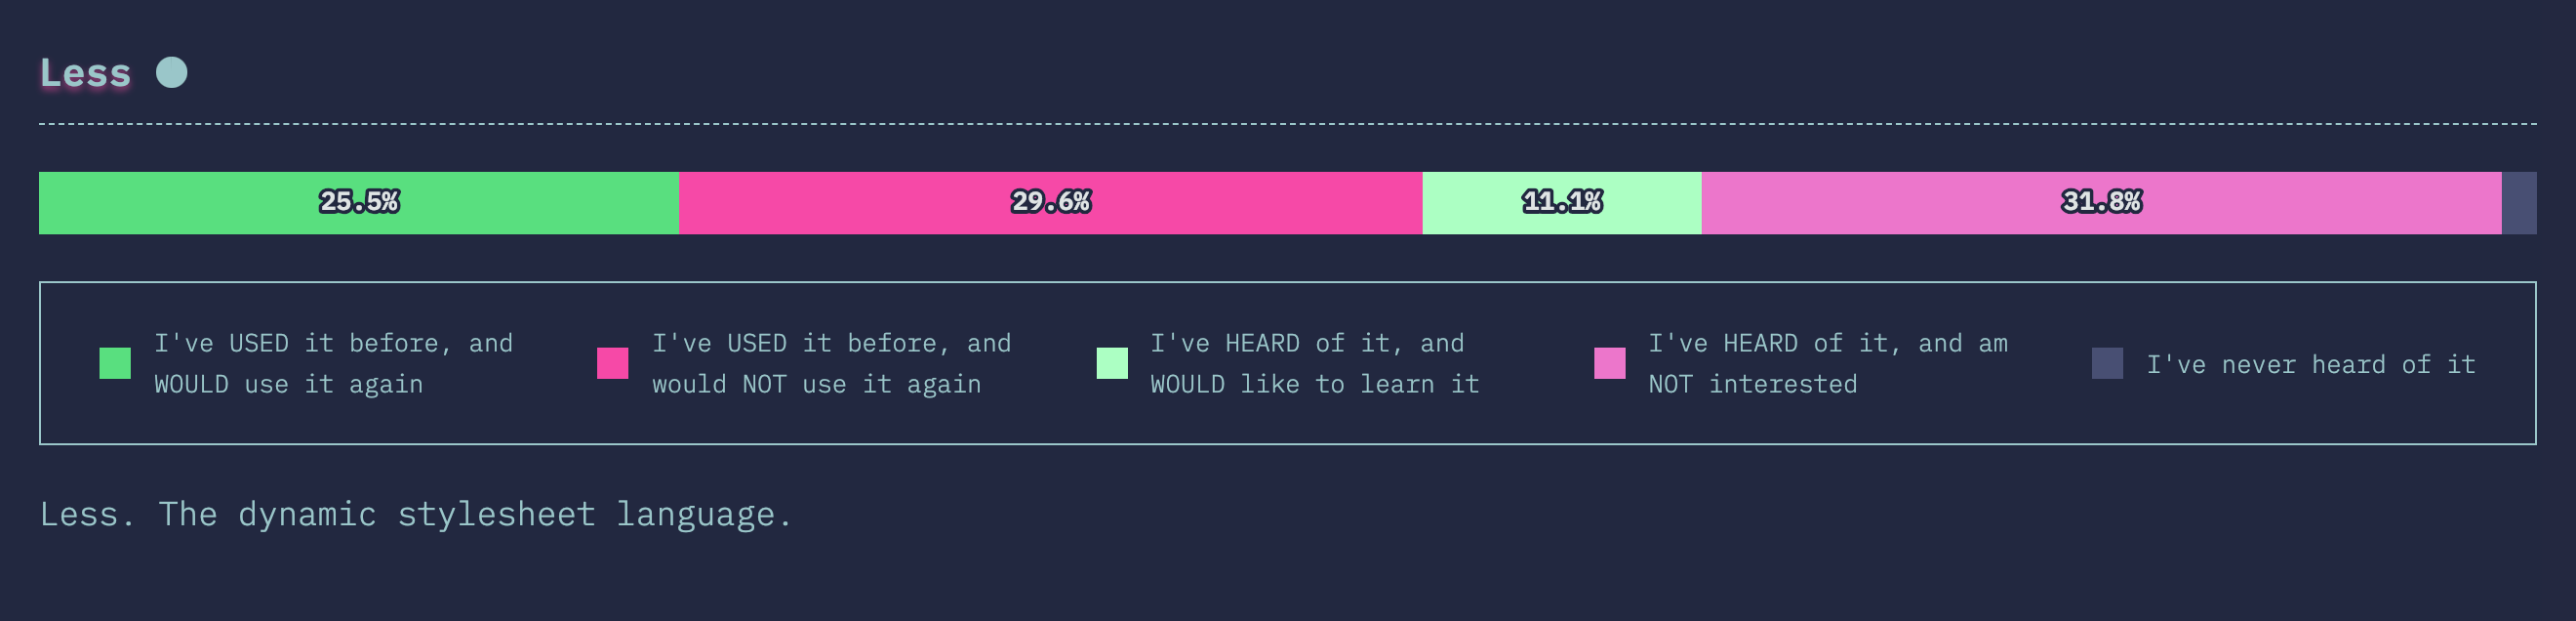 Less
25.5% 29.6% 11.1% 31.8%
I've USED it before, and
WOULD use it again
I've USED it before, and
would NOT use it again
I've HEARD of it, and
WOULD like to learn it
I've HEARD of it, and am
NOT interested
I've never heard of it
Less. The dynamic stylesheet language.